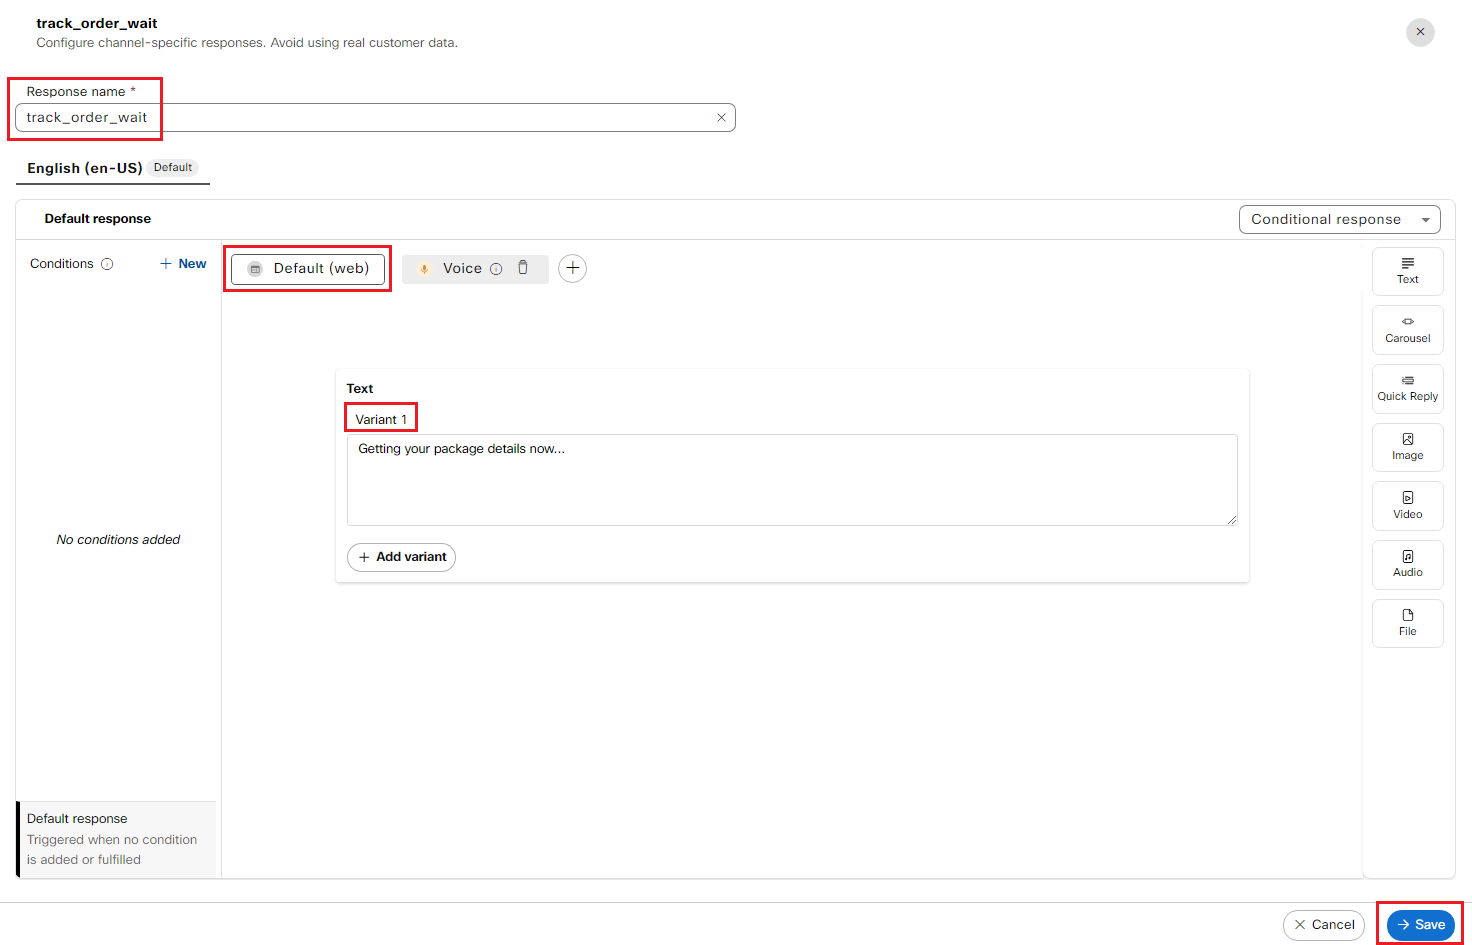 track_order_wait
Configure channel-specific responses. Avoid using real customer data.
Response name *
track_order_wait
English (en-US) Default
Default response
Conditional response
Conditions
New
Default (web)
Voice
Text
Variant 1
Getting your package details now...
Add variant
No conditions added
Default response
Triggered when no condition
is added or fulfilled
Text
Carousel
Quick Reply
Image
Video
Audio
File
Cancel
Save